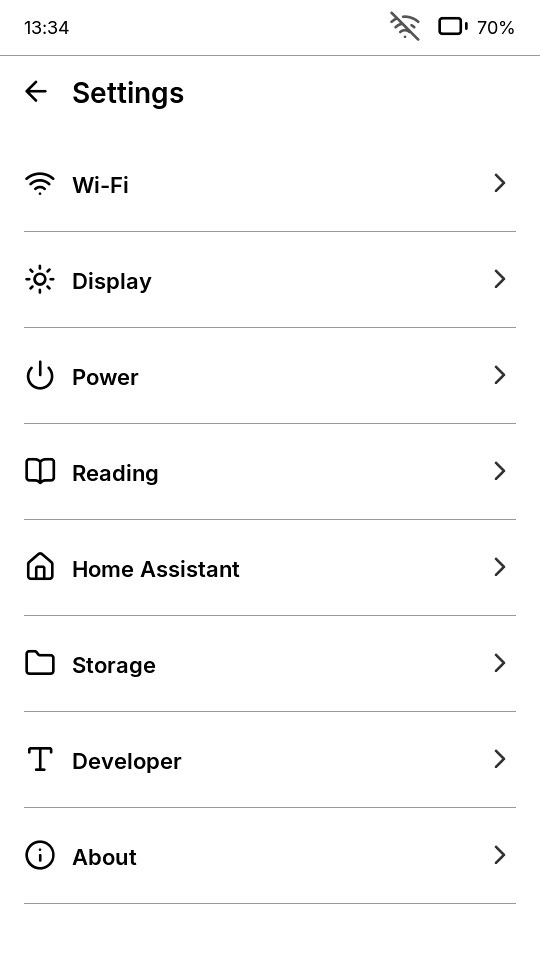 13:34
70%
Settings
Wi-Fi
Display
Power
Reading
Home Assistant
Storage
Developer
About